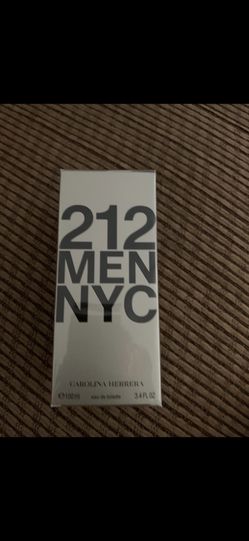 212
MEN
NYC
CAROLINA HERRERA
℮ 100ml eau de toilette 3.4 FL OZ